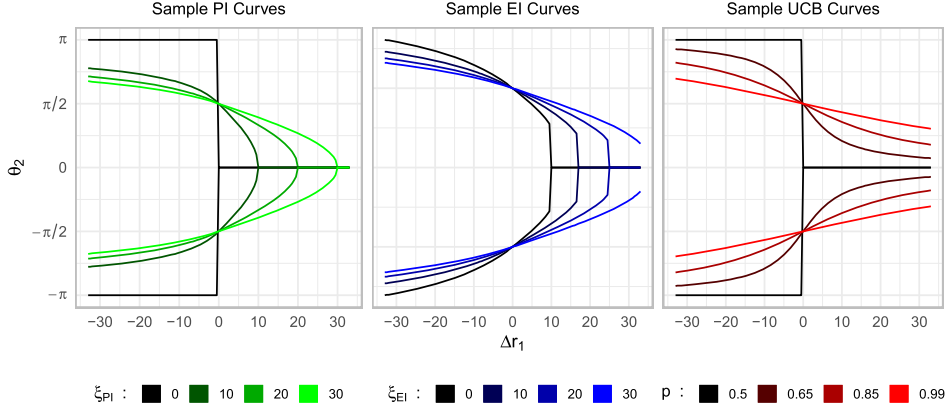 Sample PI Curves
Sample EI Curves
Sample UCB Curves
θ₂
π
π/2
0
−π/2
−π
−30 −20 −10 0 10 20 30
−30 −20 −10 0 10 20 30
−30 −20 −10 0 10 20 30
Δr₁
ξ_PI : 0 10 20 30
ξ_EI : 0 10 20 30
p : 0.5 0.65 0.85 0.99